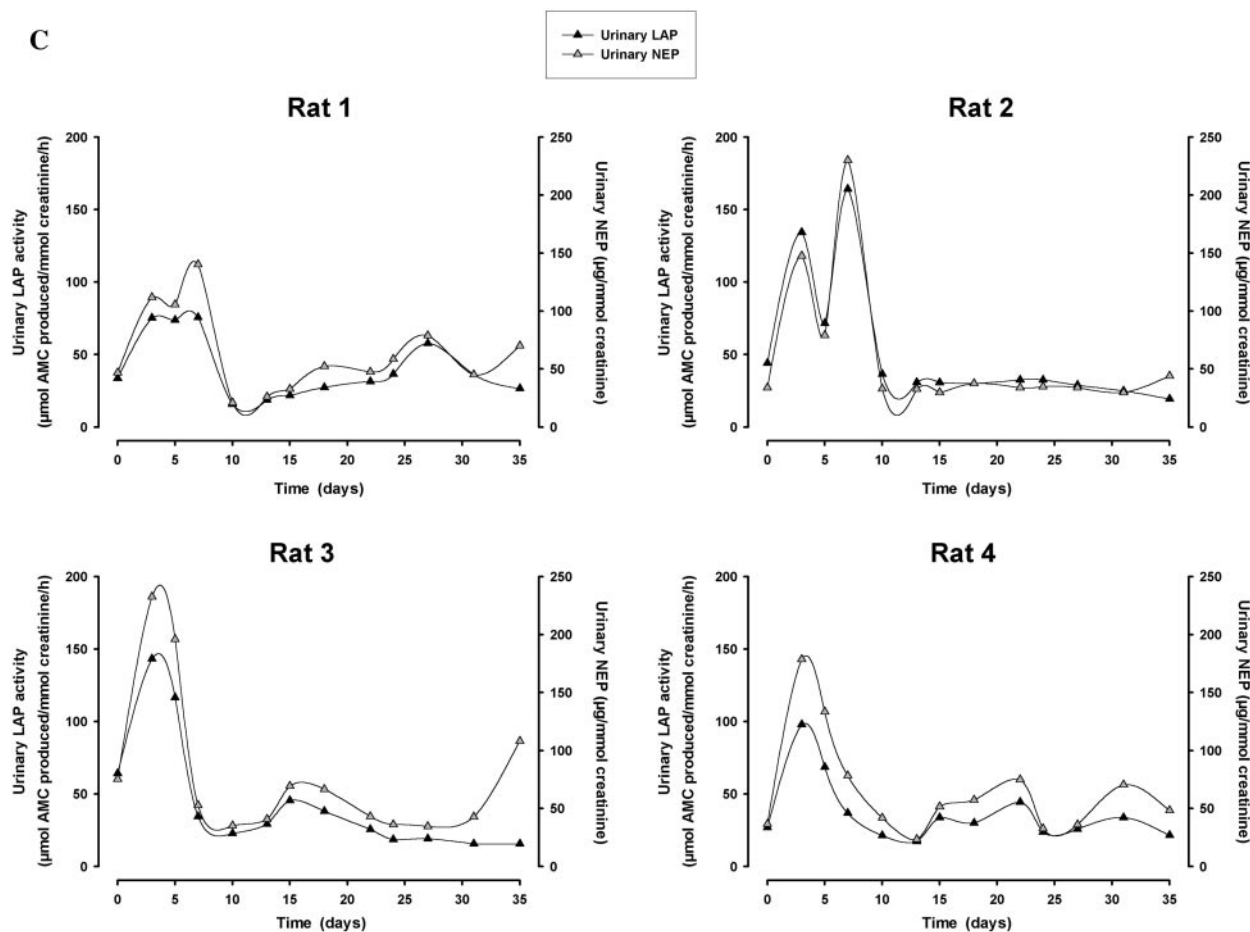 C
Urinary LAP
Urinary NEP
Rat 1
Urinary LAP activity
(µmol AMC produced/mmol creatinine/h)
200
150
100
50
0
250
200
150
100
50
0
Urinary NEP (µg/mmol creatinine)
0 5 10 15 20 25 30 35
Time (days)
Rat 2
Urinary LAP activity
(µmol AMC produced/mmol creatinine/h)
200
150
100
50
0
250
200
150
100
50
0
Urinary NEP (µg/mmol creatinine)
0 5 10 15 20 25 30 35
Time (days)
Rat 3
Urinary LAP activity
(µmol AMC produced/mmol creatinine/h)
200
150
100
50
0
250
200
150
100
50
0
Urinary NEP (µg/mmol creatinine)
0 5 10 15 20 25 30 35
Time (days)
Rat 4
Urinary LAP activity
(µmol AMC produced/mmol creatinine/h)
200
150
100
50
0
250
200
150
100
50
0
Urinary NEP (µg/mmol creatinine)
0 5 10 15 20 25 30 35
Time (days)